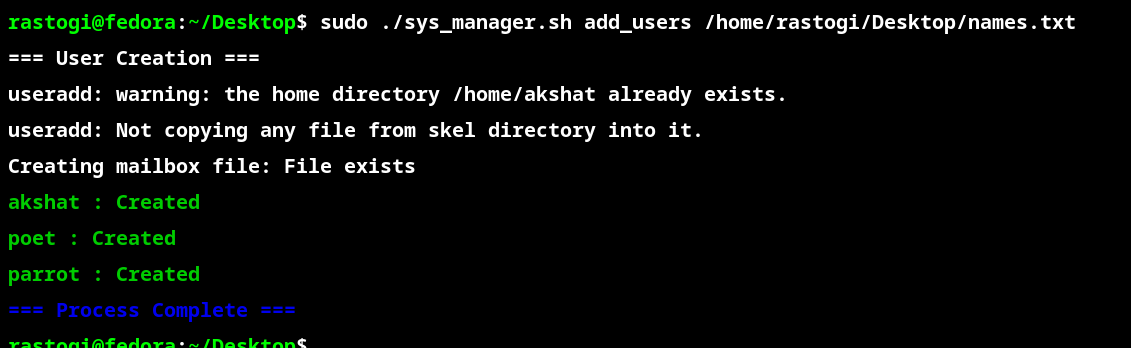 rastogi@fedora:~/Desktop$ sudo ./sys_manager.sh add_users /home/rastogi/Desktop/names.txt
=== User Creation ===
useradd: warning: the home directory /home/akshat already exists.
useradd: Not copying any file from skel directory into it.
Creating mailbox file: File exists
akshat : Created
poet : Created
parrot : Created
=== Process Complete ===
rastogi@fedora:~/Desktop$